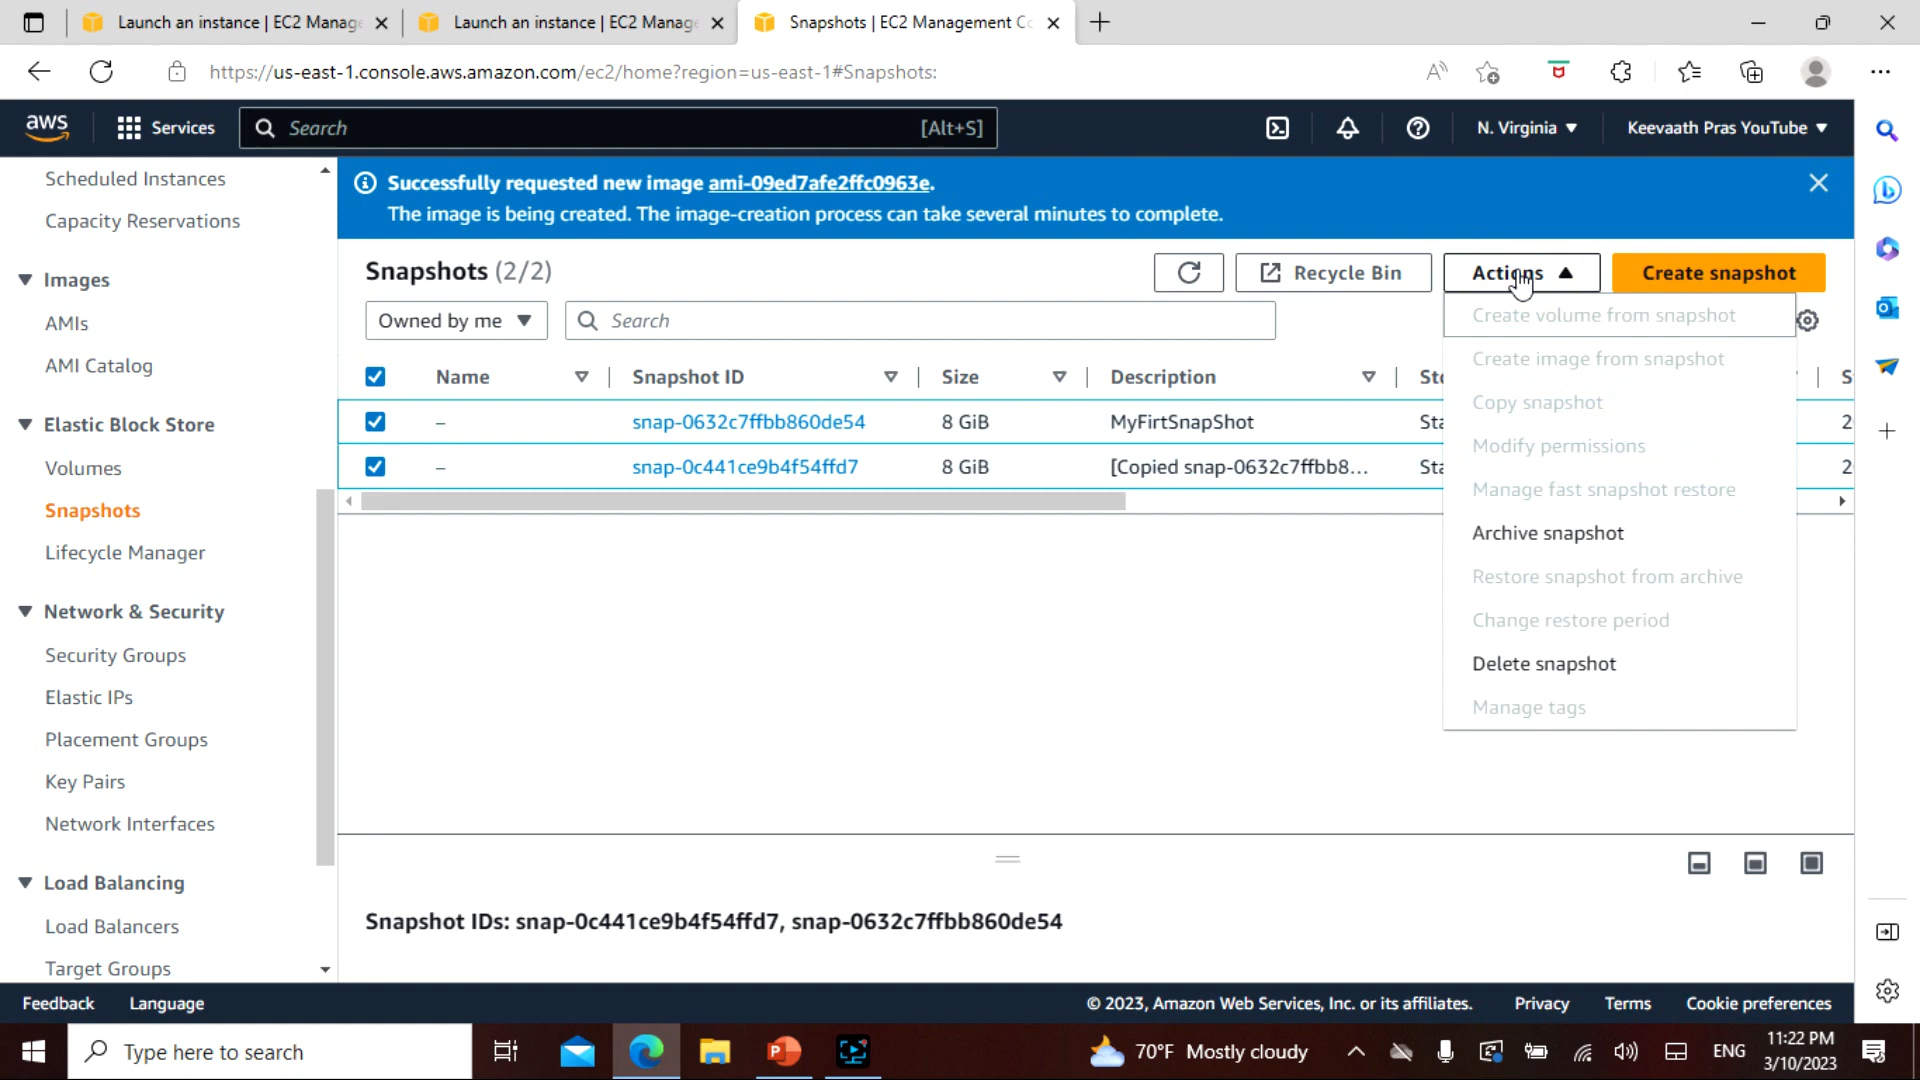 Launch an instance | EC2 Manage
Launch an instance | EC2 Manage
Snapshots | EC2 Management Co
https://us-east-1.console.aws.amazon.com/ec2/home?region=us-east-1#Snapshots:
aws
Services
Search
[Alt+S]
N. Virginia
Keevaath Pras YouTube
Scheduled Instances
Capacity Reservations
Images
AMIs
AMI Catalog
Elastic Block Store
Volumes
Snapshots
Lifecycle Manager
Network & Security
Security Groups
Elastic IPs
Placement Groups
Key Pairs
Network Interfaces
Load Balancing
Load Balancers
Target Groups
Successfully requested new image ami-09ed7afe2ffc0963e.
The image is being created. The image-creation process can take several minutes to complete.
Snapshots (2/2)
Recycle Bin
Actions
Create snapshot
Owned by me
Search
Name
Snapshot ID
Size
Description
Sto
S
– snap-0632c7ffbb860de54 8 GiB MyFirtSnapShot Sta 2
– snap-0c441ce9b4f54ffd7 8 GiB [Copied snap-0632c7ffbb8... Sta 2
Create volume from snapshot
Create image from snapshot
Copy snapshot
Modify permissions
Manage fast snapshot restore
Archive snapshot
Restore snapshot from archive
Change restore period
Delete snapshot
Manage tags
Snapshot IDs: snap-0c441ce9b4f54ffd7, snap-0632c7ffbb860de54
Feedback
Language
© 2023, Amazon Web Services, Inc. or its affiliates.
Privacy
Terms
Cookie preferences
Type here to search
70°F Mostly cloudy
ENG
11:22 PM
3/10/2023